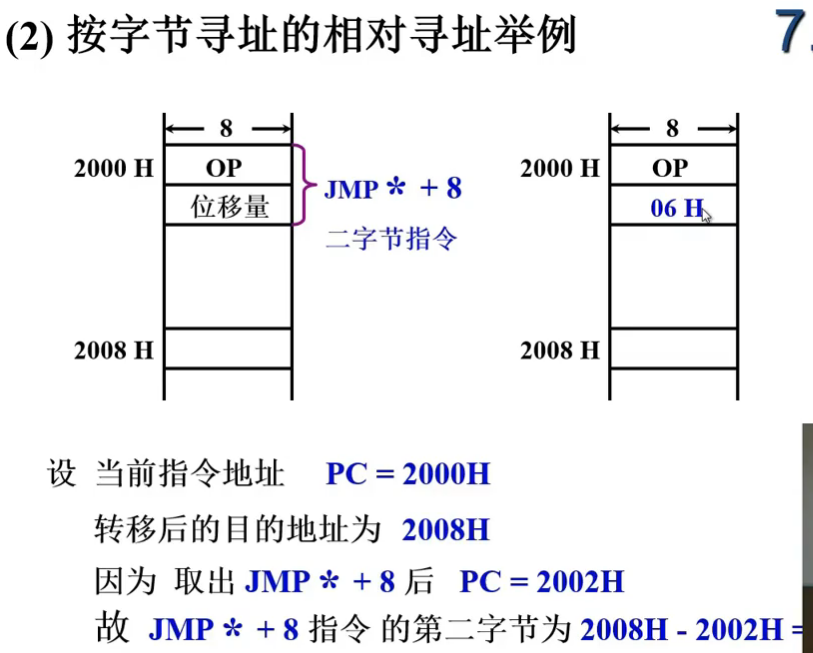 (2) 按字节寻址的相对寻址举例
7.
8
2000 H
OP
位移量
JMP * + 8
二字节指令
2008 H
8
2000 H
OP
06 H
2008 H
设 当前指令地址 PC = 2000H
转移后的目的地址为 2008H
因为 取出 JMP * + 8 后 PC = 2002H
故 JMP * + 8 指令 的第二字节为 2008H - 2002H =